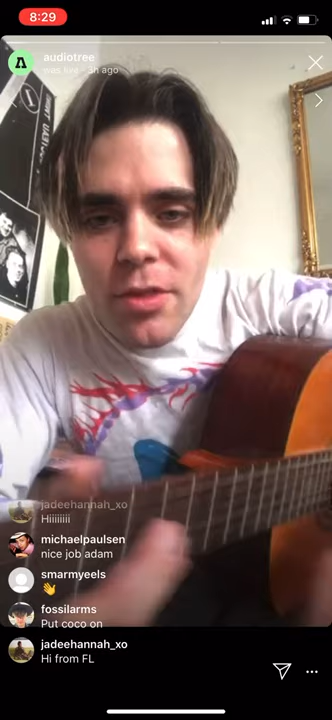 8:29
audiotree
was live • 3h ago
jadeehannah_xo
Hiiiiiiii
michaelpaulsen
nice job adam
smarmyeels
👋
fossilarms
Put coco on
jadeehannah_xo
Hi from FL